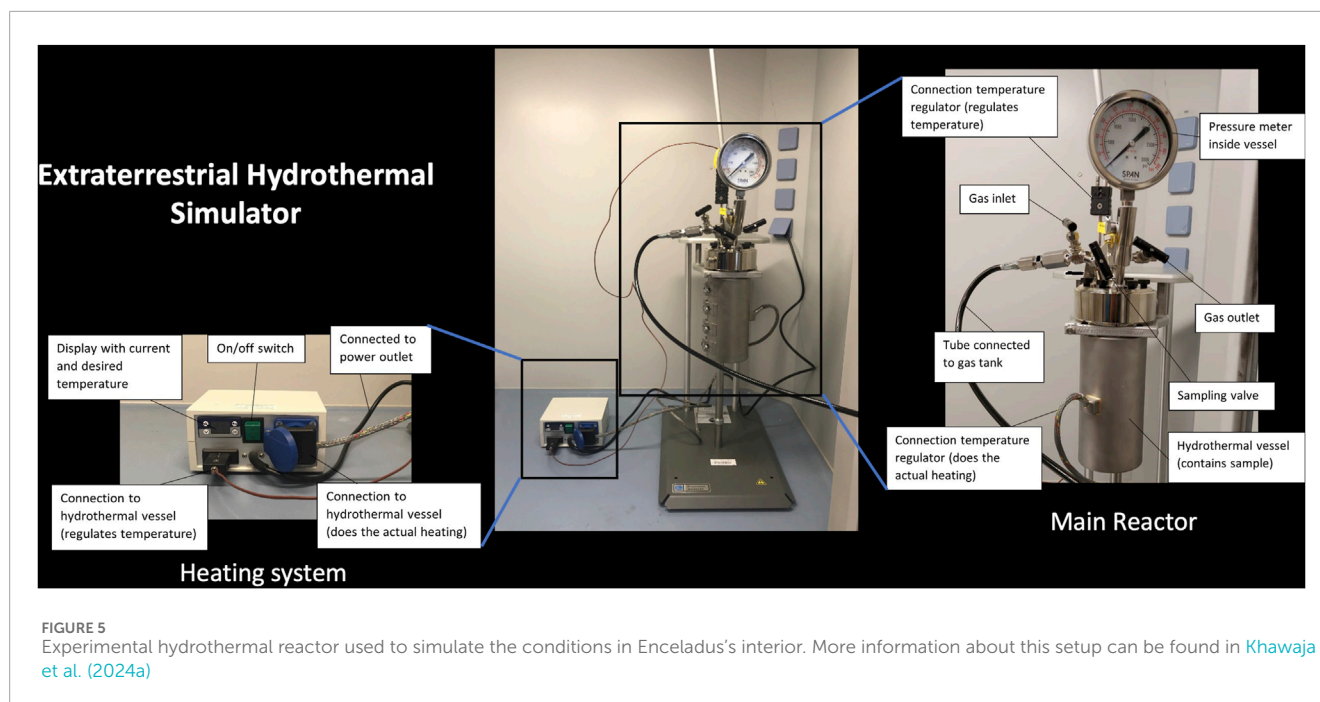 Extraterrestrial Hydrothermal
Simulator
Display with current
and desired
temperature
On/off switch
Connected to
power outlet
Connection to
hydrothermal vessel
(regulates temperature)
Connection to
hydrothermal vessel
(does the actual heating)
Heating system
Connection temperature
regulator (regulates
temperature)
Pressure meter
inside vessel
Gas inlet
SPAN
Gas outlet
Tube connected
to gas tank
Sampling valve
Connection temperature
regulator (does the
actual heating)
Hydrothermal vessel
(contains sample)
Main Reactor
FIGURE 5
Experimental hydrothermal reactor used to simulate the conditions in Enceladus's interior. More information about this setup can be found in Khawaja
et al. (2024a)